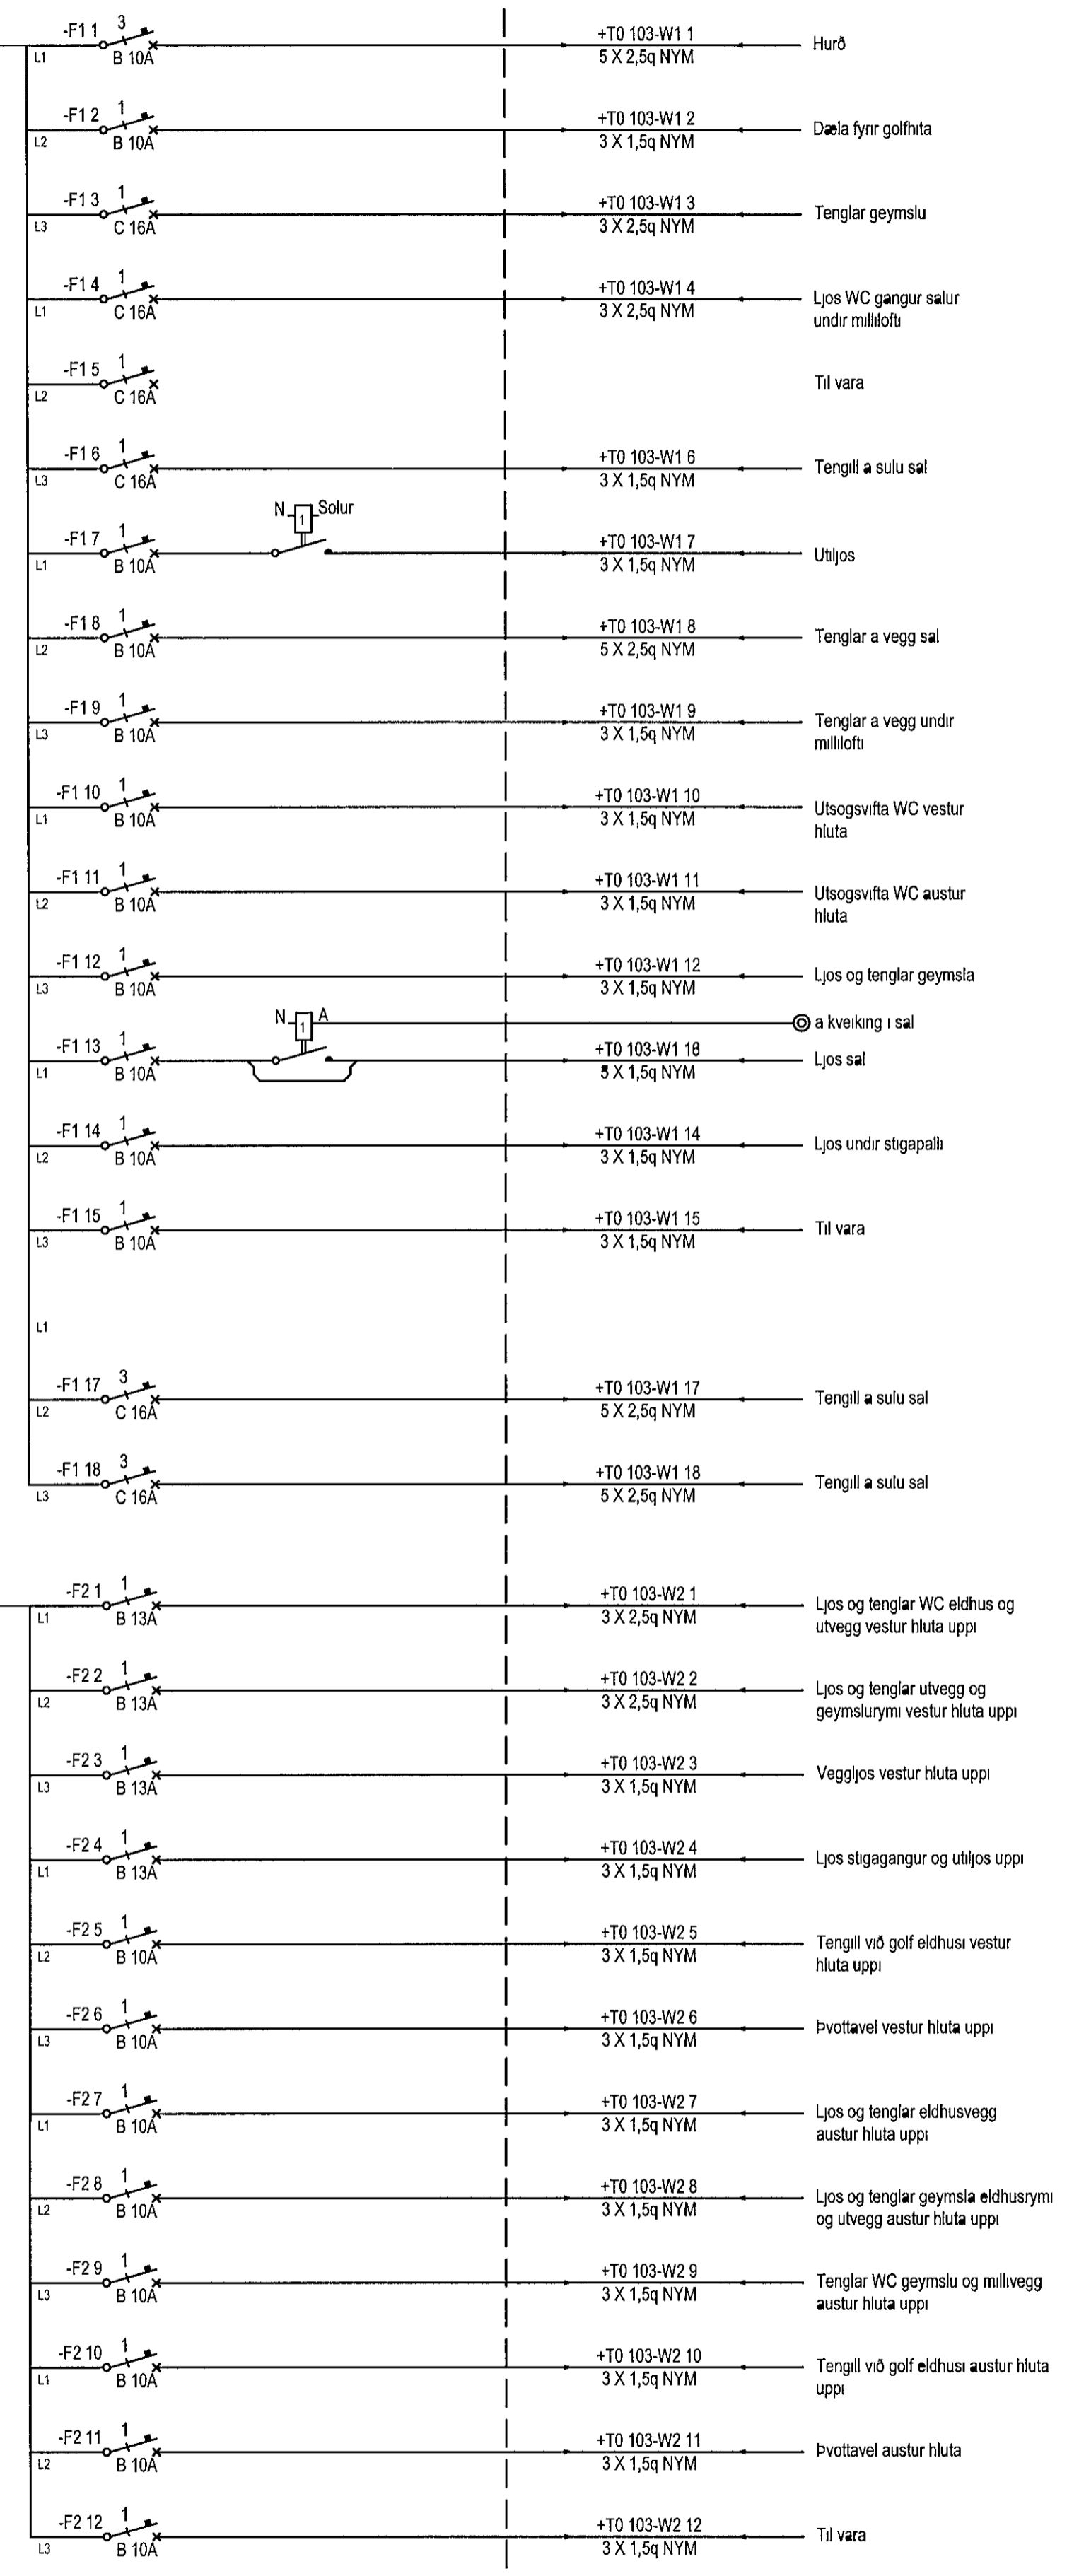 -F1 1 3 +T0 103-W1 1 Hurð
L1 B 10A 5 X 2,5q NYM
-F1 2 1 +T0 103-W1 2 Dæla fyrir golfhita
L2 B 10A 3 X 1,5q NYM
-F1 3 1 +T0 103-W1 3 Tenglar geymslu
L3 C 16A 3 X 2,5q NYM
-F1 4 1 +T0 103-W1 4 Ljos WC gangur salur
L1 C 16A 3 X 2,5q NYM undir millilofti
-F1 5 1 Til vara
L2 C 16A
-F1 6 1 +T0 103-W1 6 Tengill a sulu sal
L3 C 16A 3 X 1,5q NYM
N 1 Solur
-F1 7 1 +T0 103-W1 7 Utiljos
L1 B 10A 3 X 1,5q NYM
-F1 8 1 +T0 103-W1 8 Tenglar a vegg sal
L2 B 10A 5 X 2,5q NYM
-F1 9 1 +T0 103-W1 9 Tenglar a vegg undir
L3 B 10A 3 X 1,5q NYM millilofti
-F1 10 1 +T0 103-W1 10 Utsogsvifta WC vestur
L1 B 10A 3 X 1,5q NYM hluta
-F1 11 1 +T0 103-W1 11 Utsogsvifta WC austur
L2 B 10A 3 X 1,5q NYM hluta
-F1 12 1 +T0 103-W1 12 Ljos og tenglar geymsla
L3 B 10A 3 X 1,5q NYM
N 1 A a kveiking i sal
-F1 13 1 +T0 103-W1 18 Ljos sal
L1 B 10A 5 X 1,5q NYM
-F1 14 1 +T0 103-W1 14 Ljos undir stigapalli
L2 B 10A 3 X 1,5q NYM
-F1 15 1 +T0 103-W1 15 Til vara
L3 B 10A 3 X 1,5q NYM
L1
-F1 17 3 +T0 103-W1 17 Tengill a sulu sal
L2 C 16A 5 X 2,5q NYM
-F1 18 3 +T0 103-W1 18 Tengill a sulu sal
L3 C 16A 5 X 2,5q NYM
-F2 1 1 +T0 103-W2 1 Ljos og tenglar WC eldhus og
L1 B 13A 3 X 2,5q NYM utvegg vestur hluta uppi
-F2 2 1 +T0 103-W2 2 Ljos og tenglar utvegg og
L2 B 13A 3 X 2,5q NYM geymslurymi vestur hluta uppi
-F2 3 1 +T0 103-W2 3 Veggljos vestur hluta uppi
L3 B 13A 3 X 1,5q NYM
-F2 4 1 +T0 103-W2 4 Ljos stigagangur og utiljos uppi
L1 B 13A 3 X 1,5q NYM
-F2 5 1 +T0 103-W2 5 Tengill við golf eldhusi vestur
L2 B 10A 3 X 1,5q NYM hluta uppi
-F2 6 1 +T0 103-W2 6 Þvottavel vestur hluta uppi
L3 B 10A 3 X 1,5q NYM
-F2 7 1 +T0 103-W2 7 Ljos og tenglar eldhusvegg
L1 B 10A 3 X 1,5q NYM austur hluta uppi
-F2 8 1 +T0 103-W2 8 Ljos og tenglar geymsla eldhusrymi
L2 B 10A 3 X 1,5q NYM og utvegg austur hluta uppi
-F2 9 1 +T0 103-W2 9 Tenglar WC geymslu og millivegg
L3 B 10A 3 X 1,5q NYM austur hluta uppi
-F2 10 1 +T0 103-W2 10 Tengill við golf eldhusi austur hluta
L1 B 10A 3 X 1,5q NYM uppi
-F2 11 1 +T0 103-W2 11 Þvottavel austur hluta
L2 B 10A 3 X 1,5q NYM
-F2 12 1 +T0 103-W2 12 Til vara
L3 B 10A 3 X 1,5q NYM